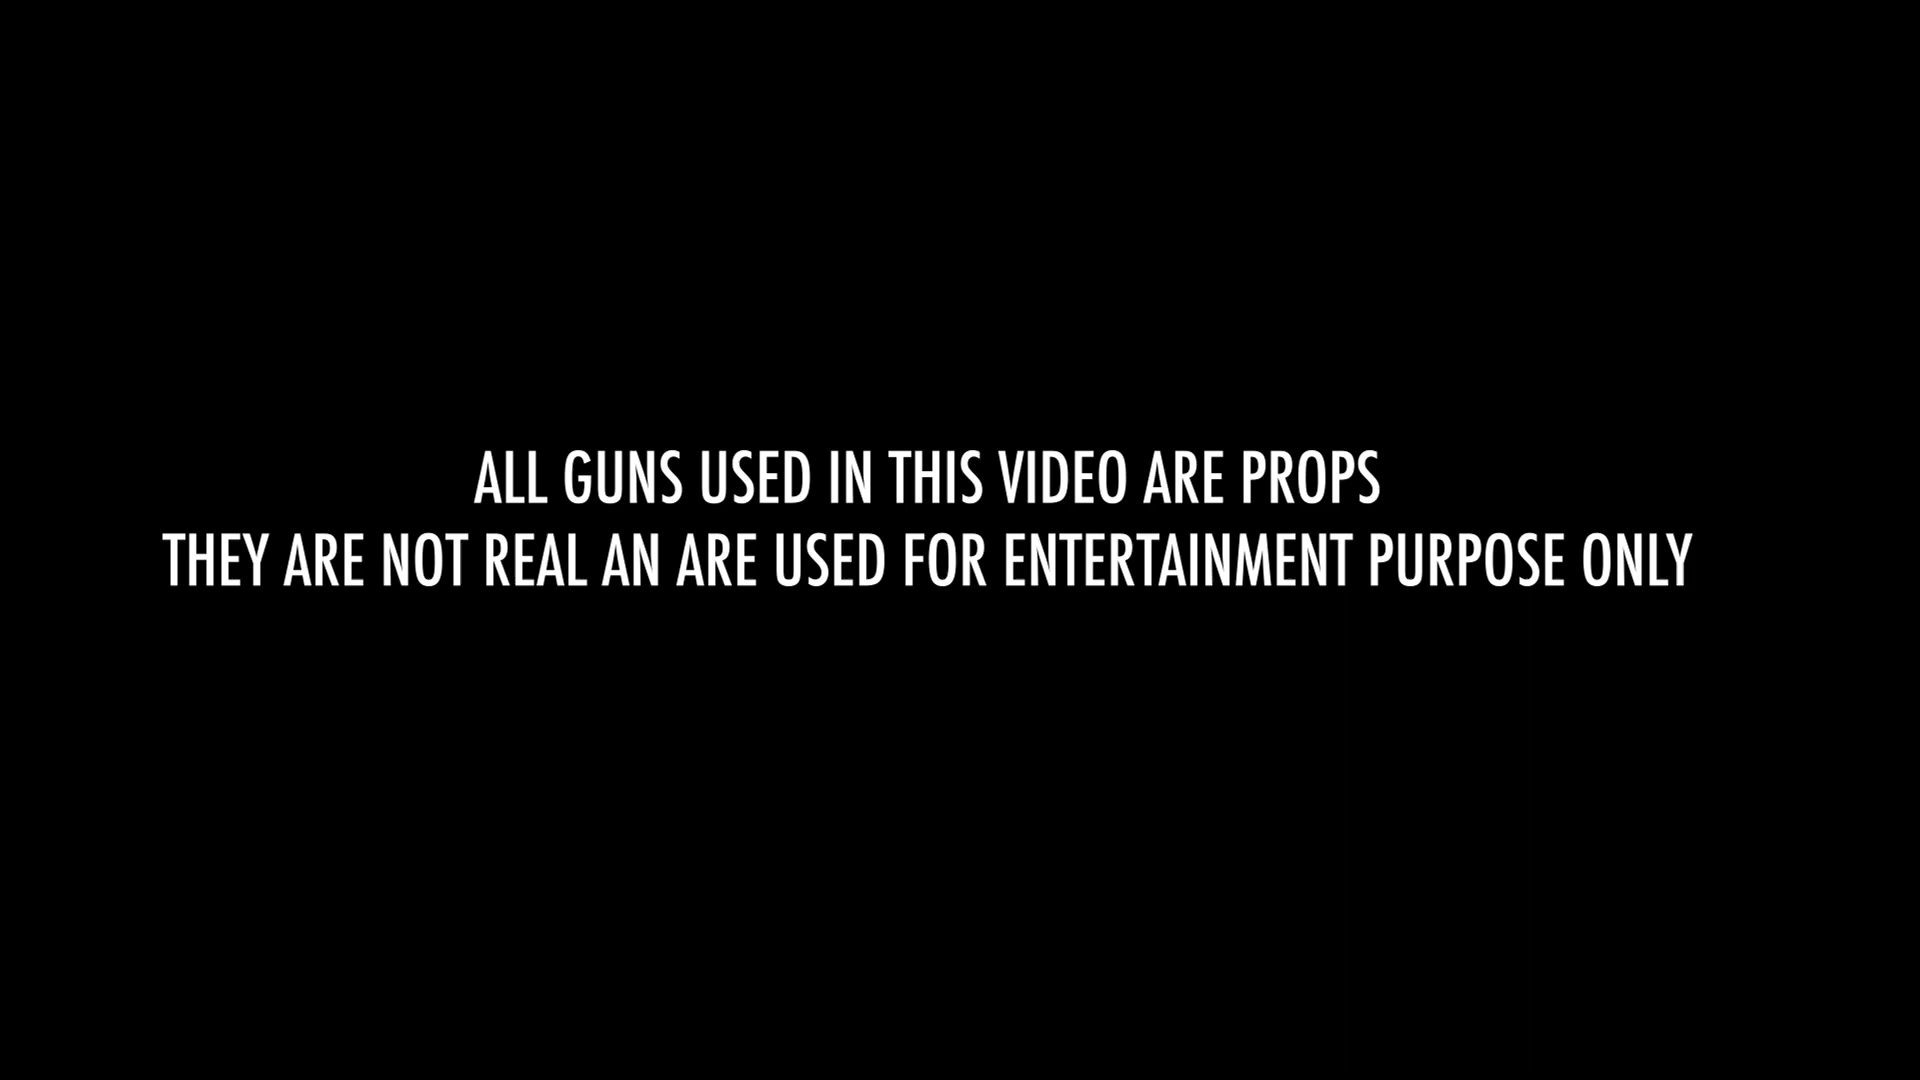 ALL GUNS USED IN THIS VIDEO ARE PROPS
THEY ARE NOT REAL AN ARE USED FOR ENTERTAINMENT PURPOSE ONLY